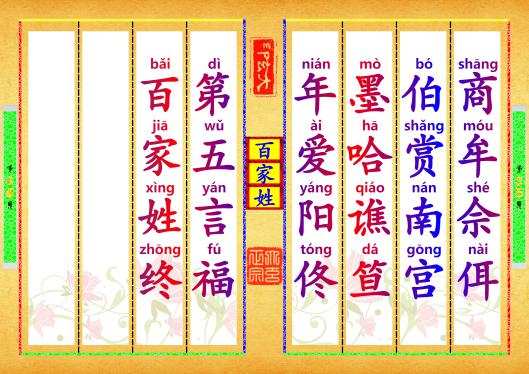 shāng móu shé nài
商牟佘佴
bó shǎng nán gōng
伯赏南宫
mò hā qiáo dá
墨哈谯笪
nián ài yáng tóng
年爱阳佟
百家姓
dì wǔ yán fú
第五言福
bǎi jiā xìng zhōng
百家姓终